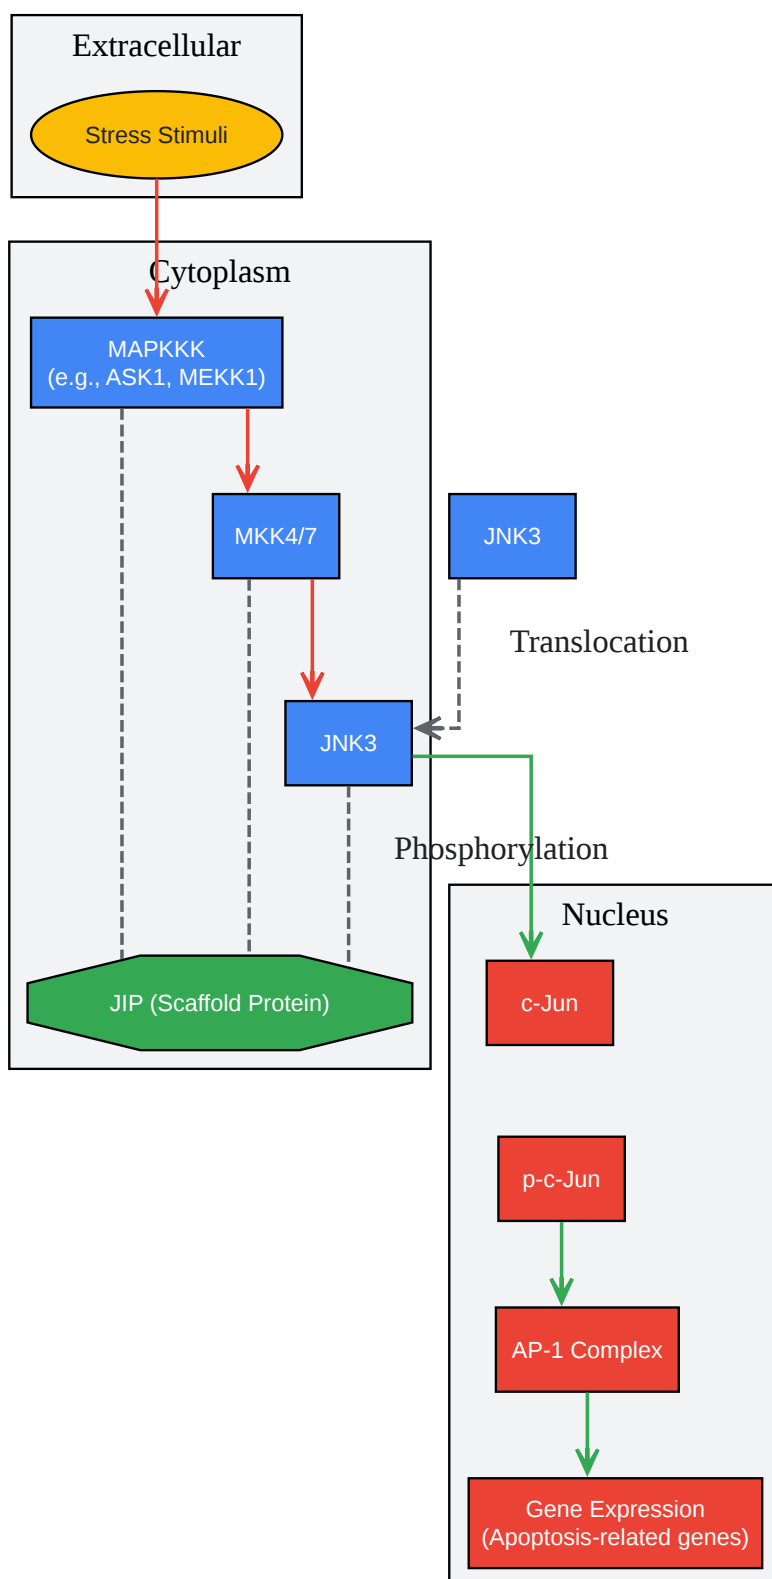 Extracellular
Stress Stimuli
Cytoplasm
MAPKKK
(e.g., ASK1, MEKK1)
MKK4/7
JNK3
Translocation
JNK3
Phosphorylation
Nucleus
JIP (Scaffold Protein)
c-Jun
p-c-Jun
AP-1 Complex
Gene Expression
(Apoptosis-related genes)